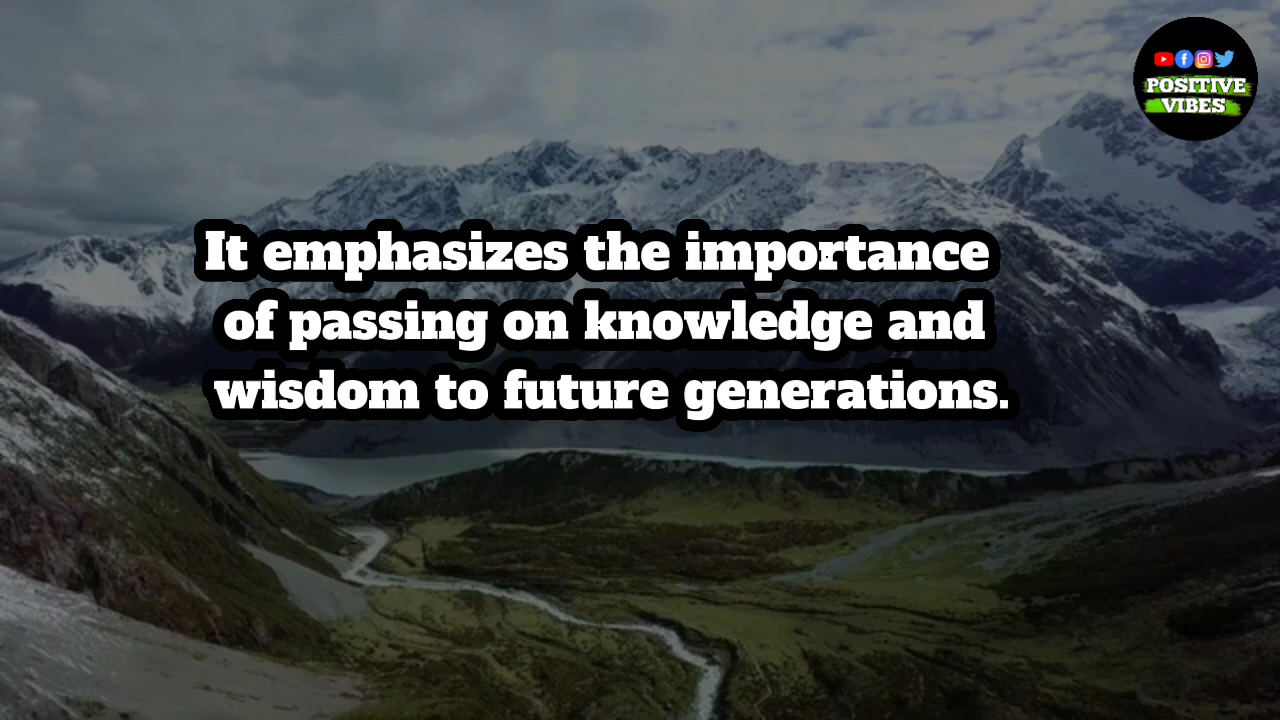 POSITIVE
VIBES
It emphasizes the importance
of passing on knowledge and
wisdom to future generations.